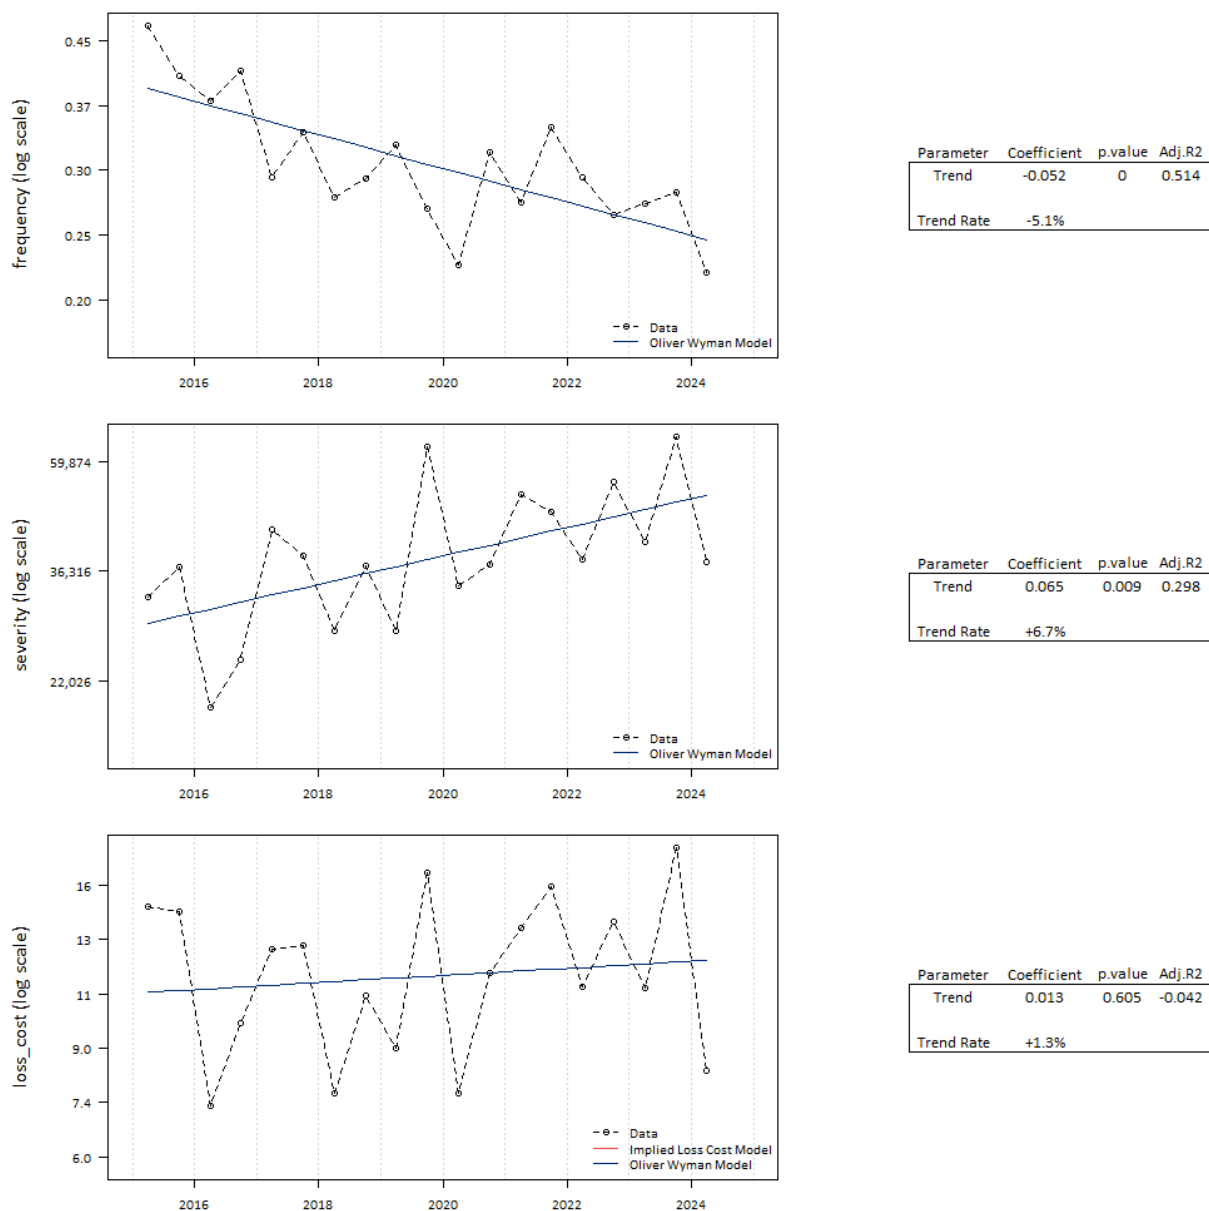 frequency (log scale)
0.45
0.37
0.30
0.25
0.20
Data
Oliver Wyman Model
2016 2018 2020 2022 2024
Parameter Coefficient p.value Adj.R2
Trend -0.052 0 0.514
Trend Rate -5.1%
severity (log scale)
59,874
36,316
22,026
Data
Oliver Wyman Model
2016 2018 2020 2022 2024
Parameter Coefficient p.value Adj.R2
Trend 0.065 0.009 0.298
Trend Rate +6.7%
loss_cost (log scale)
16
13
11
9.0
7.4
6.0
Data
Implied Loss Cost Model
Oliver Wyman Model
2016 2018 2020 2022 2024
Parameter Coefficient p.value Adj.R2
Trend 0.013 0.605 -0.042
Trend Rate +1.3%